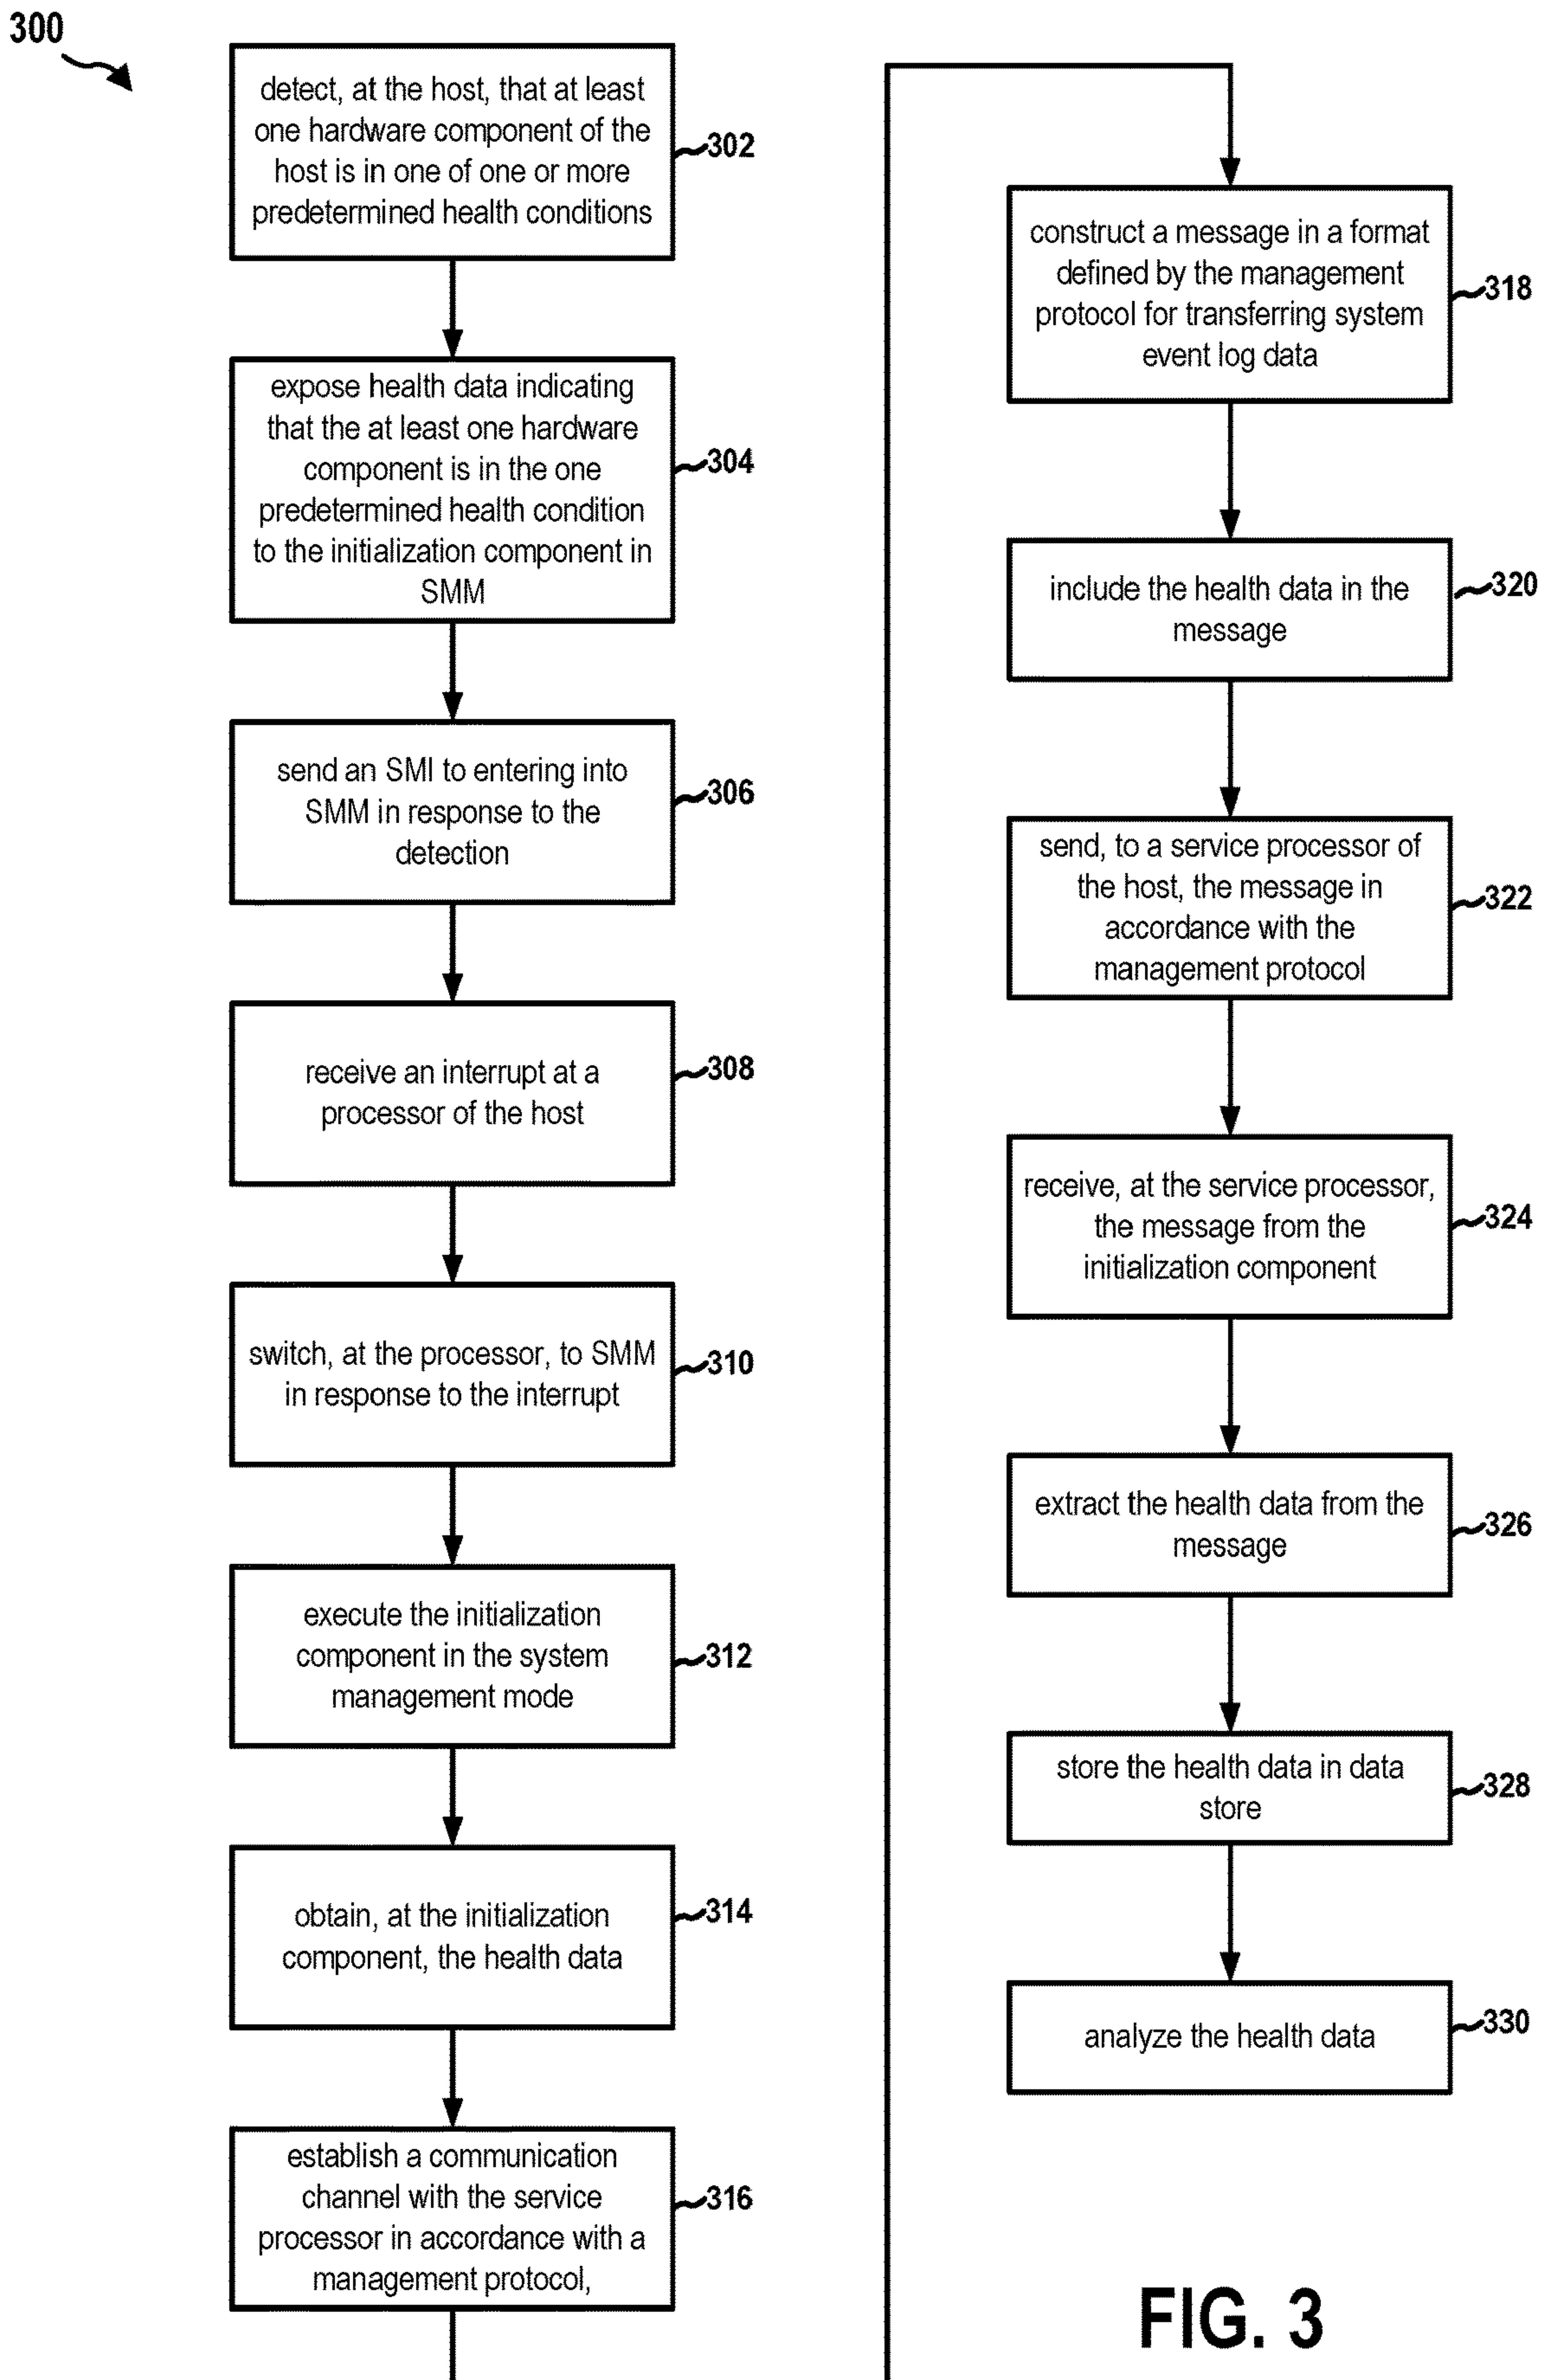 300
detect, at the host, that at least
one hardware component of the
host is in one of one or more
predetermined health conditions
302
expose health data indicating
that the at least one hardware
component is in the one
predetermined health condition
to the initialization component in
SMM
304
send an SMI to entering into
SMM in response to the
detection
306
receive an interrupt at a
processor of the host
308
switch, at the processor, to SMM
in response to the interrupt
310
execute the initialization
component in the system
management mode
312
obtain, at the initialization
component, the health data
314
establish a communication
channel with the service
processor in accordance with a
management protocol,
316
construct a message in a format
defined by the management
protocol for transferring system
event log data
318
include the health data in the
message
320
send, to a service processor of
the host, the message in
accordance with the
management protocol
322
receive, at the service processor,
the message from the
initialization component
324
extract the health data from the
message
326
store the health data in data
store
328
analyze the health data
330
FIG. 3